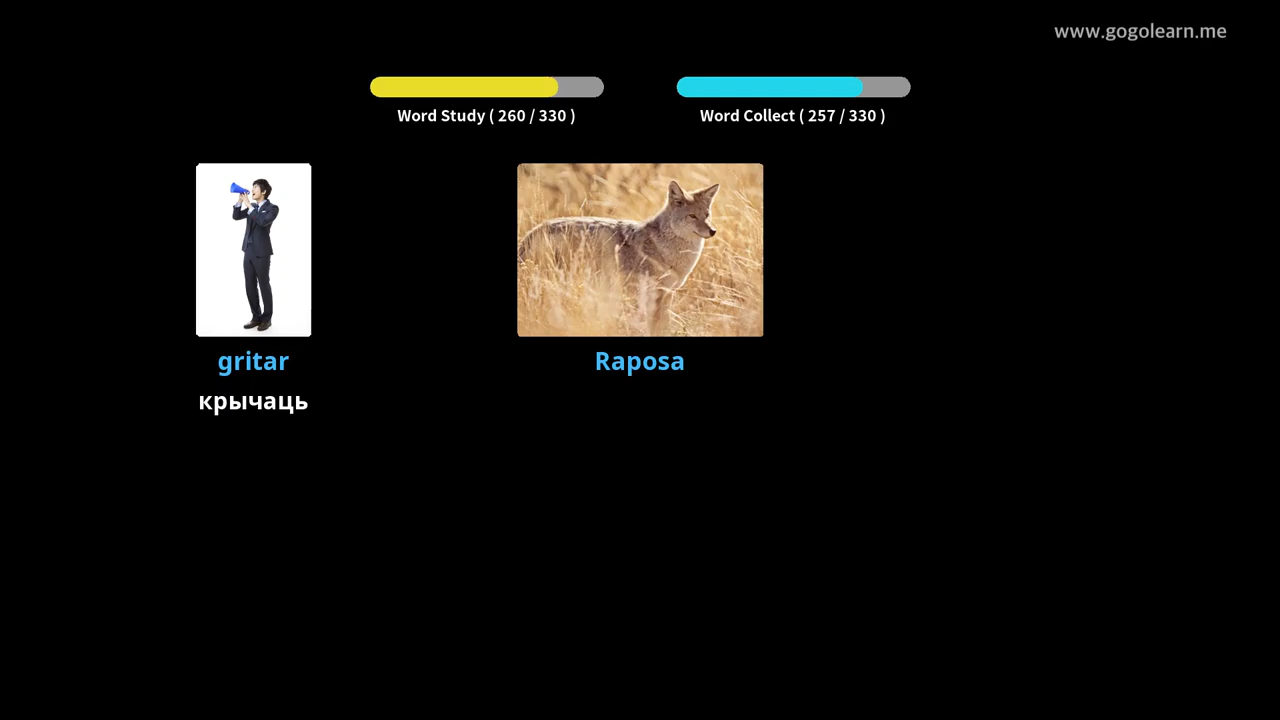 www.gogolearn.me
Word Study ( 260 / 330 )
Word Collect ( 257 / 330 )
gritar
Raposa
крычаць